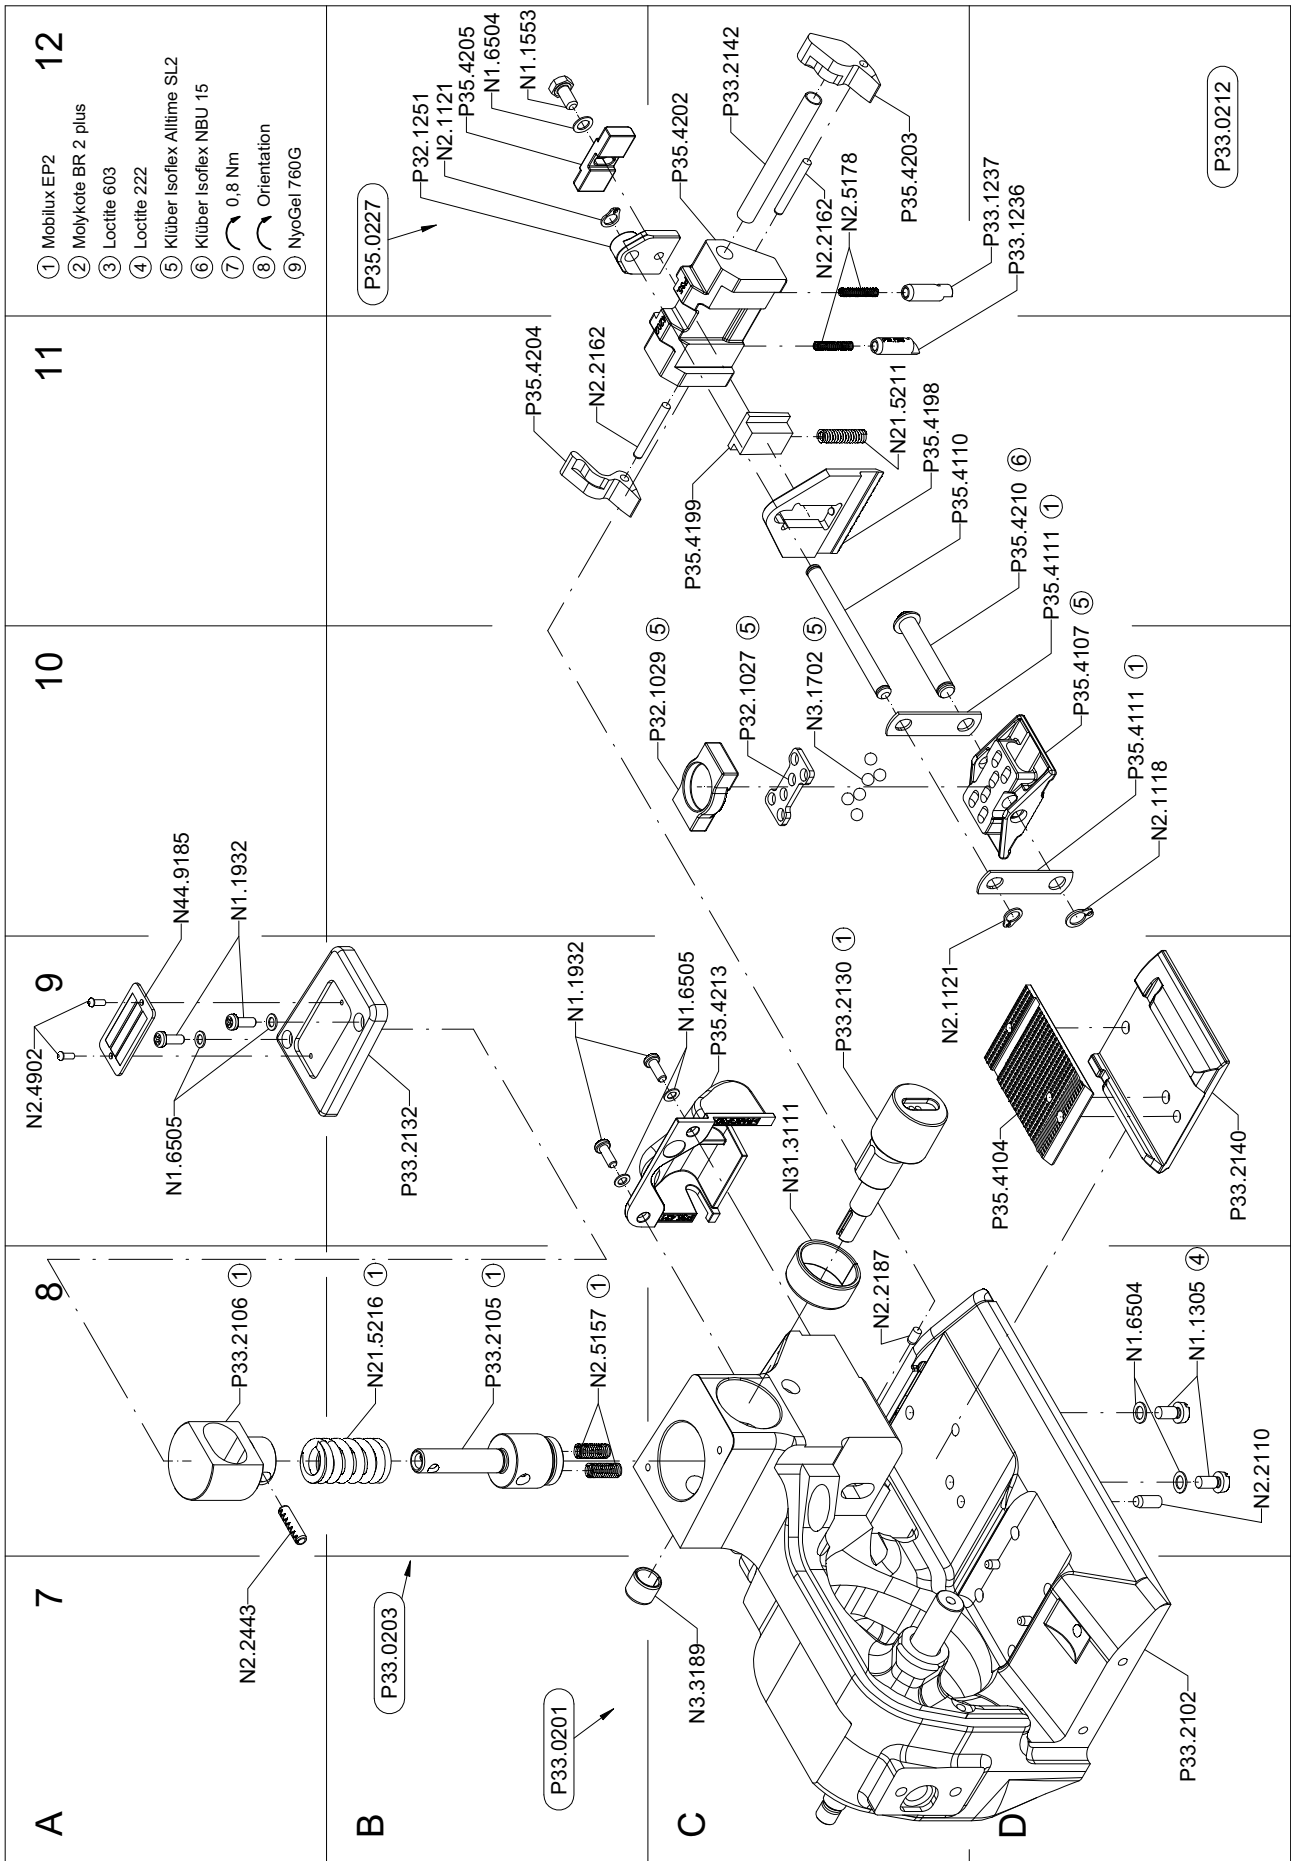 7
8
9
10
11
12
A
B
C
D
① Mobilux EP2
② Molykote BR 2 plus
③ Loctite 603
④ Loctite 222
⑤ Klüber Isoflex Alltime SL2
⑥ Klüber Isoflex NBU 15
⑦ 0,8 Nm
⑧ Orientation
⑨ NyoGel 760G
N2.2443
P33.2106 ①
N21.5216 ①
P33.2105 ①
N2.5157 ①
P33.0203
P33.0201
N3.3189
P33.2102
N2.2110
N1.1305 ④
N1.6504
N2.2187
N31.3111
P33.2130 ①
P35.4104
P33.2140
N2.4902
N44.9185
N1.1932
N1.6505
P33.2132
N1.1932
N1.6505
P35.4213
P32.1029 ⑤
P32.1027 ⑤
N3.1702 ⑤
N2.1121
N2.1118
P35.4111 ①
P35.4107 ⑤
P35.4111 ①
P35.4210 ⑥
P35.4110
P35.4198
N21.5211
P35.4199
P35.4204
N2.2162
P35.0227
P32.1251
N2.1121
P35.4205
N1.6504
N1.1553
P35.4202
P33.2142
P35.4203
N2.2162
N2.5178
P33.1237
P33.1236
P33.0212